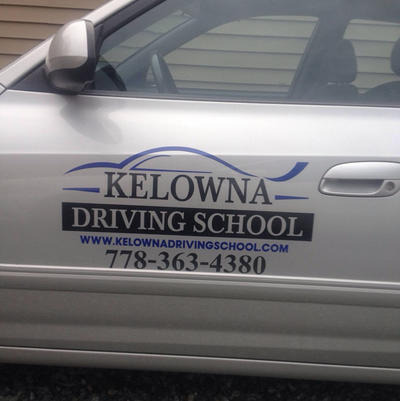 KELOWNA
DRIVING SCHOOL
WWW.KELOWNADRIVINGSCHOOL.COM
778-363-4380